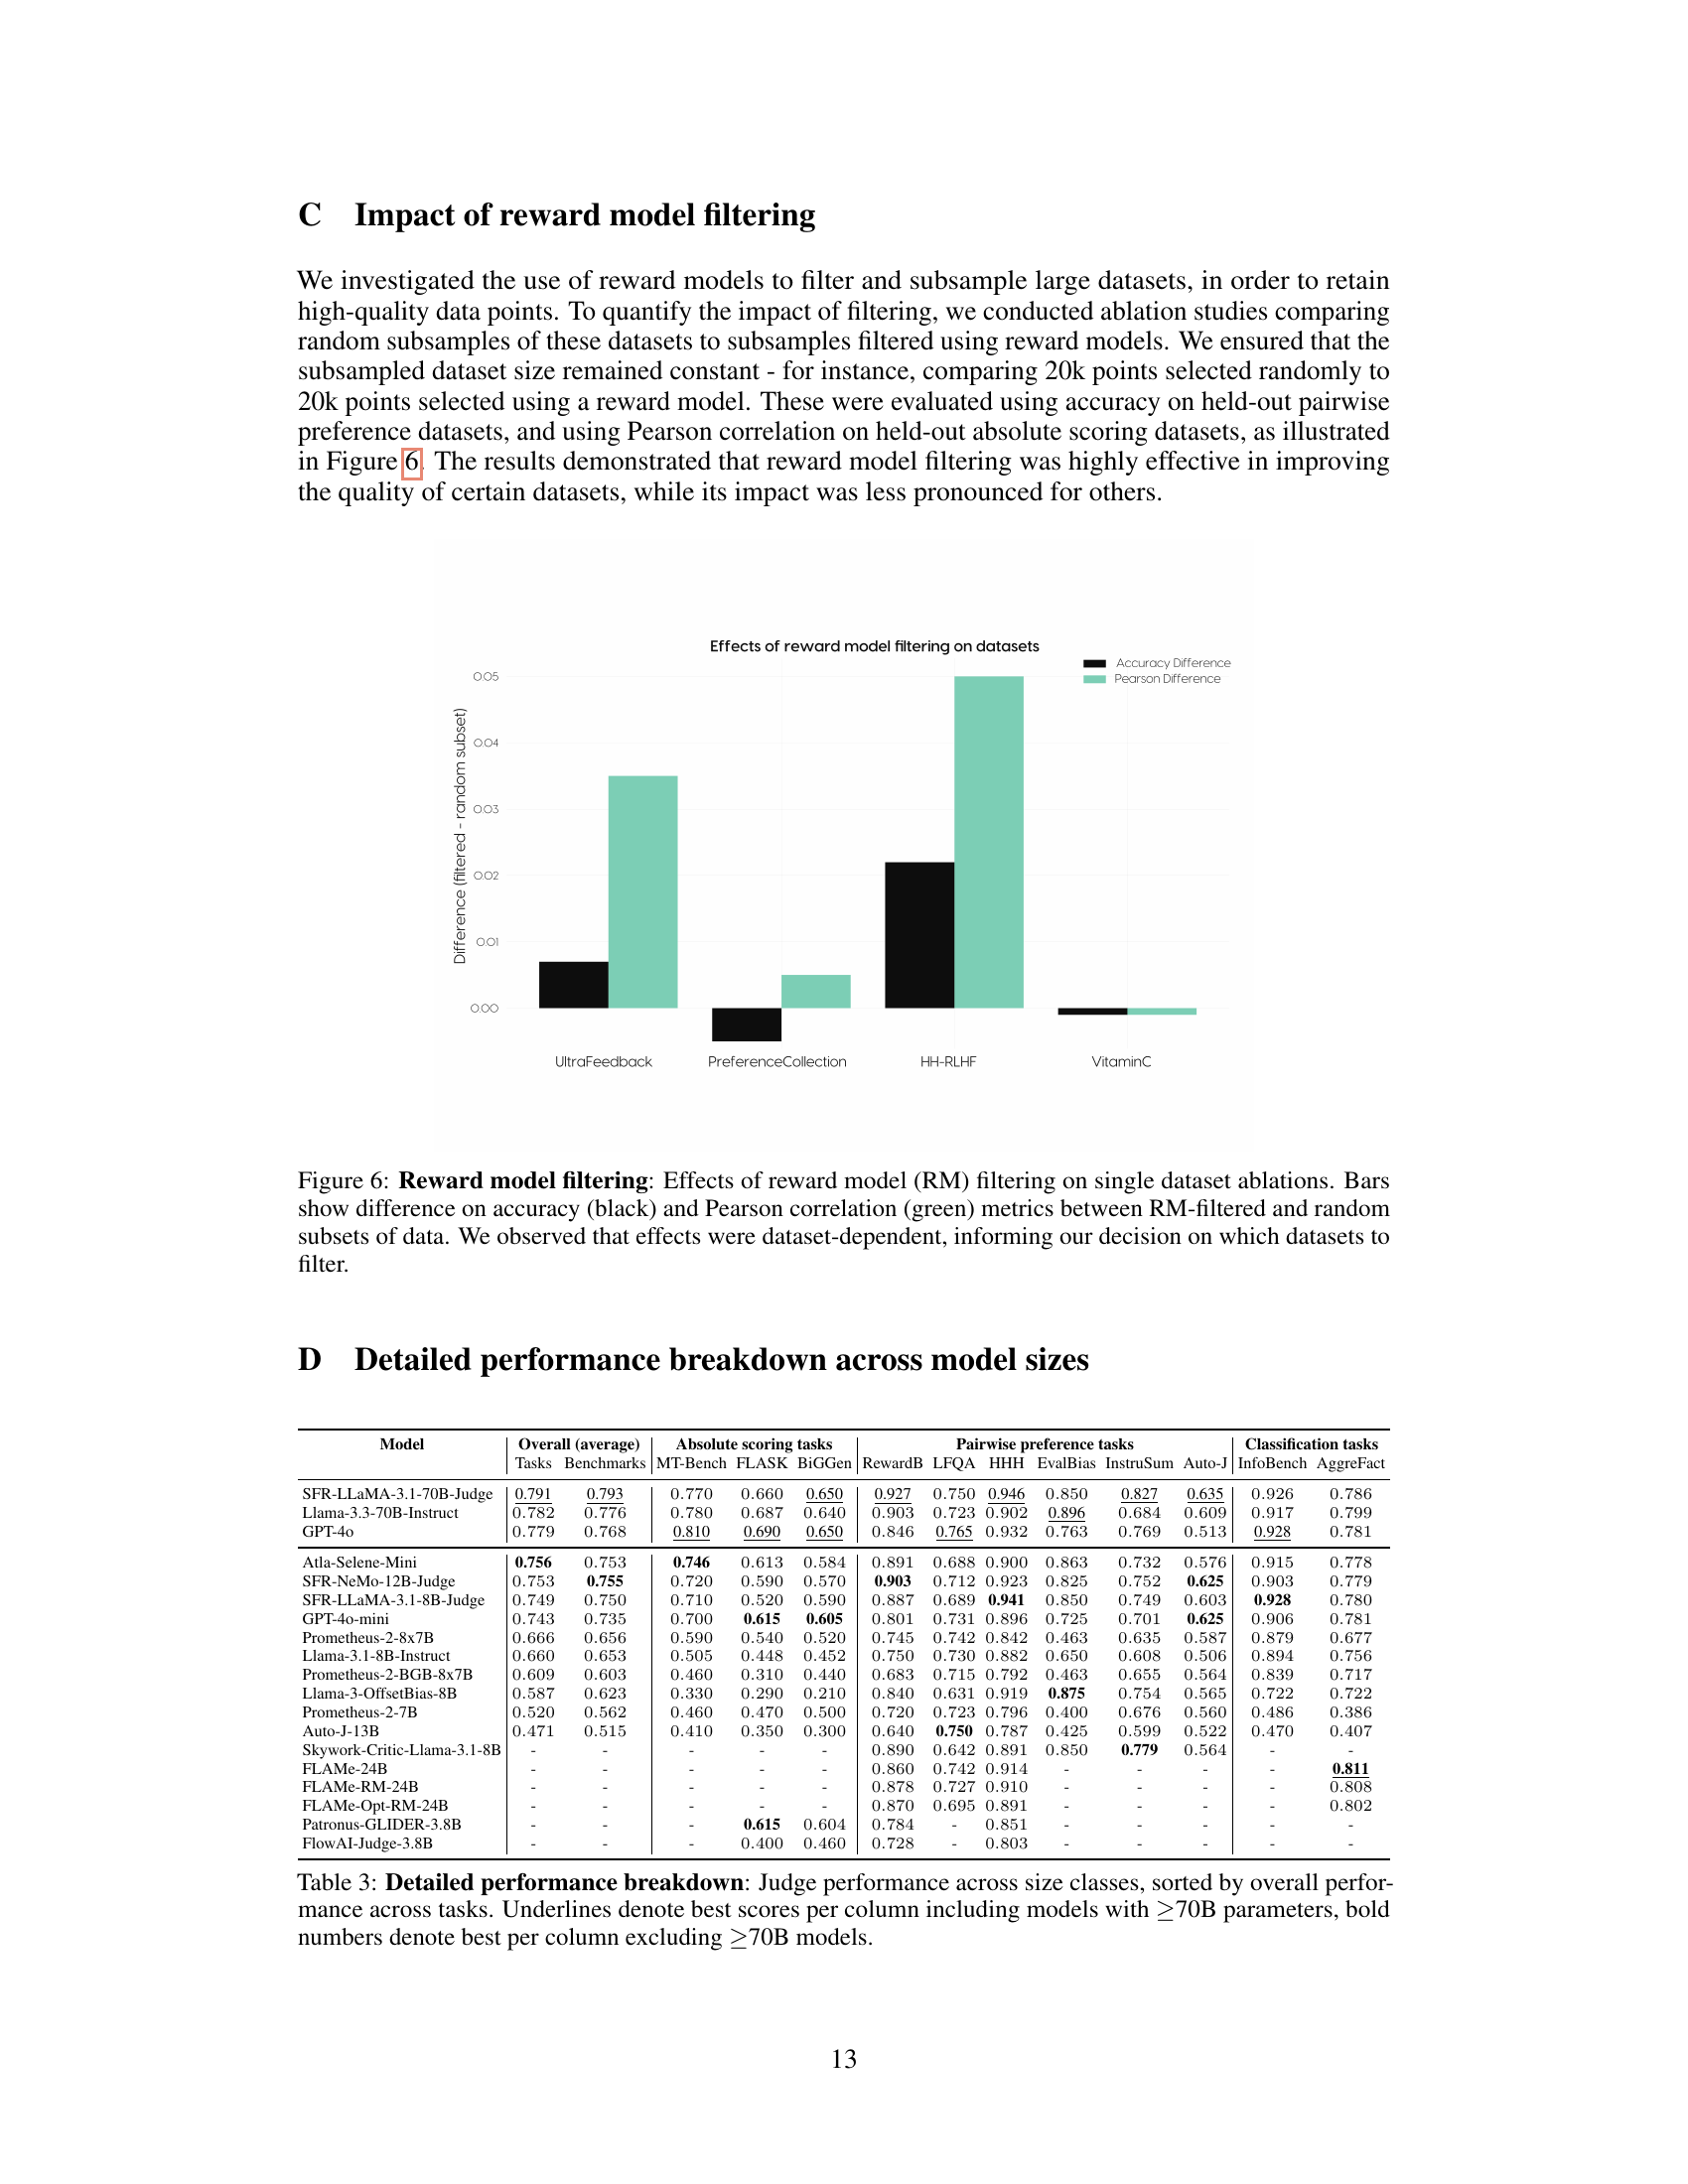 C Impact of reward model filtering
We investigated the use of reward models to filter and subsample large datasets, in order to retain
high-quality data points. To quantify the impact of filtering, we conducted ablation studies comparing
random subsamples of these datasets to subsamples filtered using reward models. We ensured that the
subsampled dataset size remained constant - for instance, comparing 20k points selected randomly to
20k points selected using a reward model. These were evaluated using accuracy on held-out pairwise
preference datasets, and using Pearson correlation on held-out absolute scoring datasets, as illustrated
in Figure 6. The results demonstrated that reward model filtering was highly effective in improving
the quality of certain datasets, while its impact was less pronounced for others.
Effects of reward model filtering on datasets
Accuracy Difference
Pearson Difference
Difference (filtered - random subset)
0.05
0.04
0.03
0.02
0.01
0.00
UltraFeedback PreferenceCollection HH-RLHF VitaminC
Figure 6: Reward model filtering: Effects of reward model (RM) filtering on single dataset ablations. Bars
show difference on accuracy (black) and Pearson correlation (green) metrics between RM-filtered and random
subsets of data. We observed that effects were dataset-dependent, informing our decision on which datasets to
filter.
D Detailed performance breakdown across model sizes
Model Overall (average) Absolute scoring tasks Pairwise preference tasks Classification tasks
Tasks Benchmarks MT-Bench FLASK BiGGen RewardB LFQA HHH EvalBias InstruSum Auto-J InfoBench AggreFact
SFR-LLaMA-3.1-70B-Judge 0.791 0.793 0.770 0.660 0.650 0.927 0.750 0.946 0.850 0.827 0.635 0.926 0.786
Llama-3.3-70B-Instruct 0.782 0.776 0.780 0.687 0.640 0.903 0.723 0.902 0.896 0.684 0.609 0.917 0.799
GPT-4o 0.779 0.768 0.810 0.690 0.650 0.846 0.765 0.932 0.763 0.769 0.513 0.928 0.781
Atla-Selene-Mini 0.756 0.753 0.746 0.613 0.584 0.891 0.688 0.900 0.863 0.732 0.576 0.915 0.778
SFR-NeMo-12B-Judge 0.753 0.755 0.720 0.590 0.570 0.903 0.712 0.923 0.825 0.752 0.625 0.903 0.779
SFR-LLaMA-3.1-8B-Judge 0.749 0.750 0.710 0.520 0.590 0.887 0.689 0.941 0.850 0.749 0.603 0.928 0.780
GPT-4o-mini 0.743 0.735 0.700 0.615 0.605 0.801 0.731 0.896 0.725 0.701 0.625 0.906 0.781
Prometheus-2-8x7B 0.666 0.656 0.590 0.540 0.520 0.745 0.742 0.842 0.463 0.635 0.587 0.879 0.677
Llama-3.1-8B-Instruct 0.660 0.653 0.505 0.448 0.452 0.750 0.730 0.882 0.650 0.608 0.506 0.894 0.756
Prometheus-2-BGB-8x7B 0.609 0.603 0.460 0.310 0.440 0.683 0.715 0.792 0.463 0.655 0.564 0.839 0.717
Llama-3-OffsetBias-8B 0.587 0.623 0.330 0.290 0.210 0.840 0.631 0.919 0.875 0.754 0.565 0.722 0.722
Prometheus-2-7B 0.520 0.562 0.460 0.470 0.500 0.720 0.723 0.796 0.400 0.676 0.560 0.486 0.386
Auto-J-13B 0.471 0.515 0.410 0.350 0.300 0.640 0.750 0.787 0.425 0.599 0.522 0.470 0.407
Skywork-Critic-Llama-3.1-8B - - - - - 0.890 0.642 0.891 0.850 0.779 0.564 - -
FLAMe-24B - - - - - 0.860 0.742 0.914 - - - - 0.811
FLAMe-RM-24B - - - - - 0.878 0.727 0.910 - - - - 0.808
FLAMe-Opt-RM-24B - - - - - 0.870 0.695 0.891 - - - - 0.802
Patronus-GLIDER-3.8B - - - 0.615 0.604 0.784 - 0.851 - - - - -
FlowAI-Judge-3.8B - - - 0.400 0.460 0.728 - 0.803 - - - - -
Table 3: Detailed performance breakdown: Judge performance across size classes, sorted by overall perfor-
mance across tasks. Underlines denote best scores per column including models with ≥70B parameters, bold
numbers denote best per column excluding ≥70B models.
13